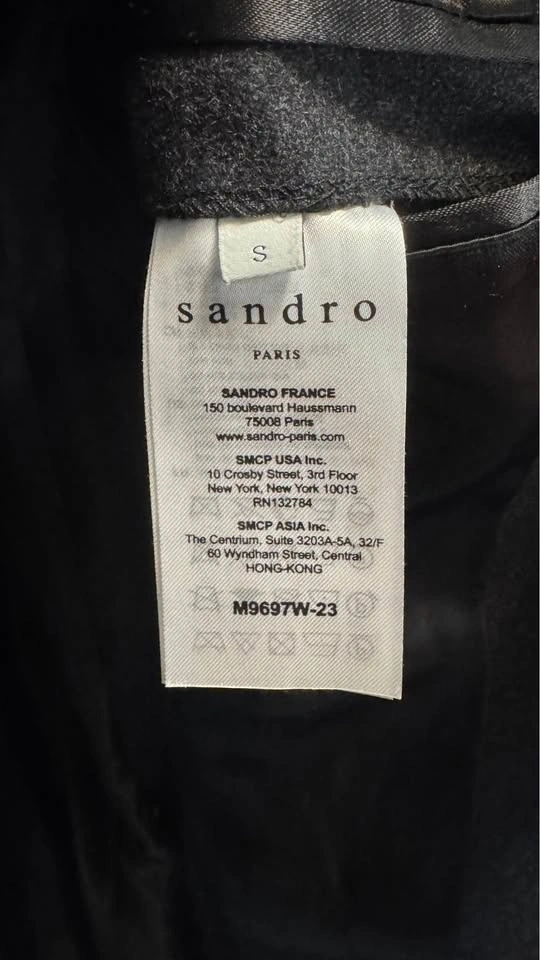 S
sandro
PARIS
SANDRO FRANCE
150 boulevard Haussmann
75008 Paris
www.sandro-paris.com
SMCP USA Inc.
10 Crosby Street, 3rd Floor
New York, New York 10013
RN132784
SMCP ASIA Inc.
The Centrium, Suite 3203A-5A, 32/F
60 Wyndham Street, Central
HONG-KONG
M9697W-23